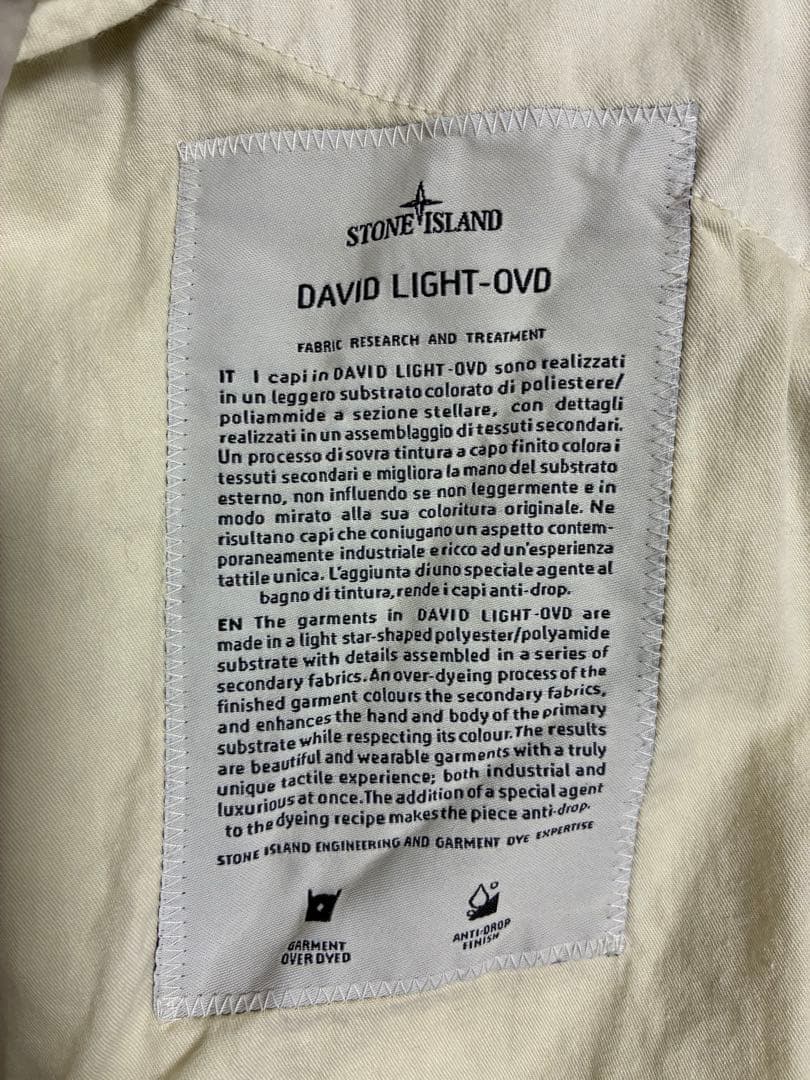 STONE ISLAND
DAVID LIGHT-OVD
FABRIC RESEARCH AND TREATMENT
IT I capi in DAVID LIGHT-OVD sono realizzati
in un leggero substrato colorato di poliestere/
poliammide a sezione stellare, con dettagli
realizzati in un assemblaggio di tessuti secondari.
Un processo di sovra tintura a capo finito colora i
tessuti secondari e migliora la mano del substrato
esterno, non influendo se non leggermente e in
modo mirato alla sua coloritura originale. Ne
risultano capi che coniugano un aspetto contem-
poraneamente industriale e ricco ad un'esperienza
tattile unica. L'aggiunta di uno speciale agente al
bagno di tintura, rende i capi anti-drop.
EN The garments in DAVID LIGHT-OVD are
made in a light star-shaped polyester/polyamide
substrate with details assembled in a series of
secondary fabrics. An over-dyeing process of the
finished garment colours the secondary fabrics,
and enhances the hand and body of the primary
substrate while respecting its colour. The results
are beautiful and wearable garments with a truly
unique tactile experience; both industrial and
luxurious at once. The addition of a special agent
to the dyeing recipe makes the piece anti-drop.
STONE ISLAND ENGINEERING AND GARMENT DYE EXPERTISE
GARMENT
OVER DYED
ANTI-DROP
FINISH